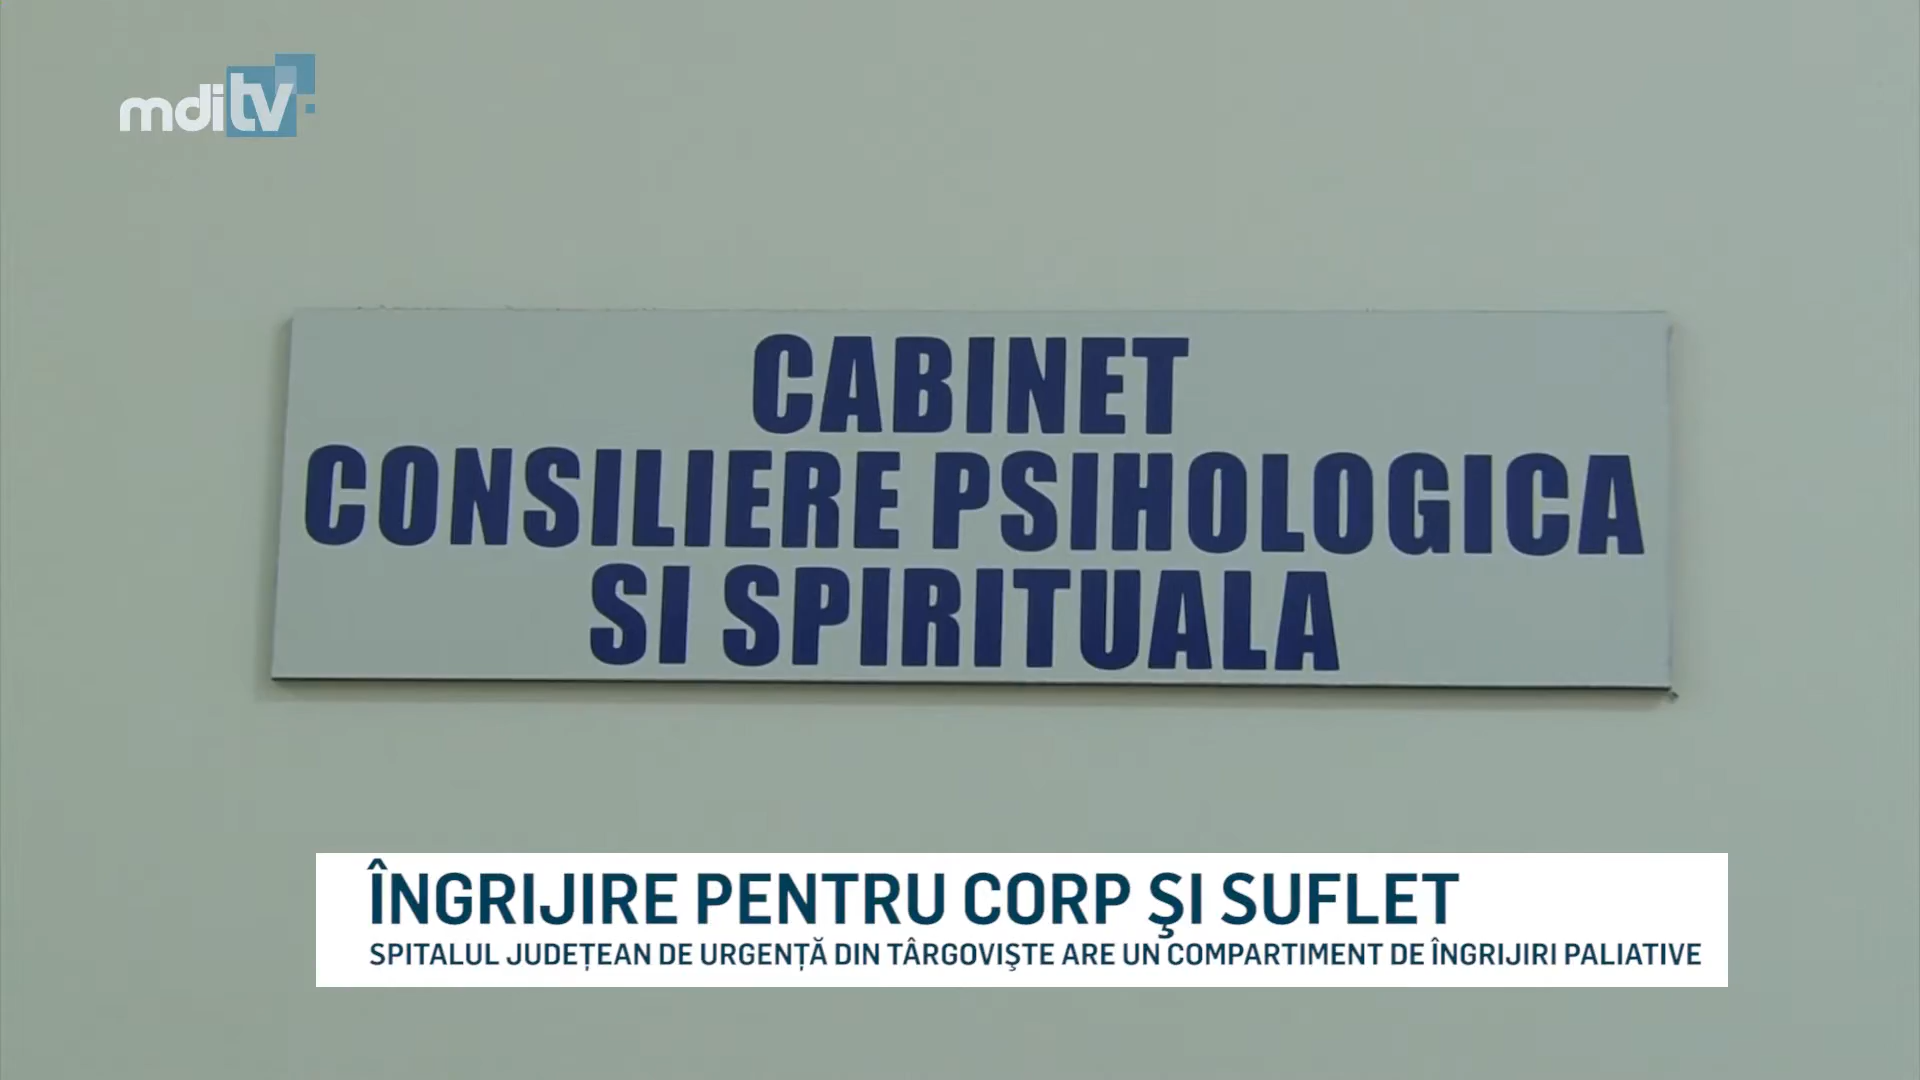 mditv
CABINET
CONSILIERE PSIHOLOGICA
SI SPIRITUALA
ÎNGRIJIRE PENTRU CORP ŞI SUFLET
SPITALUL JUDEȚEAN DE URGENȚĂ DIN TÂRGOVIŞTE ARE UN COMPARTIMENT DE ÎNGRIJIRI PALIATIVE